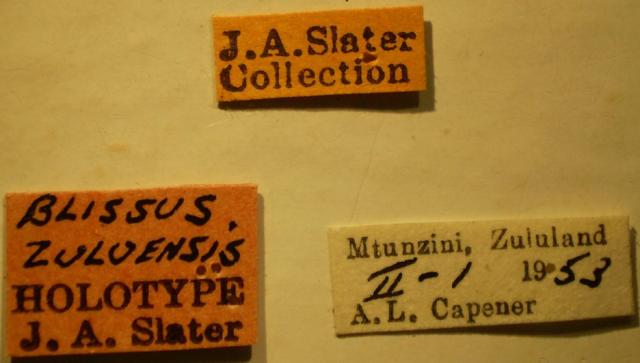 J.A.Slater
Collection
BLISSUS.
ZULUENSIS
HOLOTYPE
J. A. Slater
Mtunzini, Zululand
II-1 1953
A.L. Capener